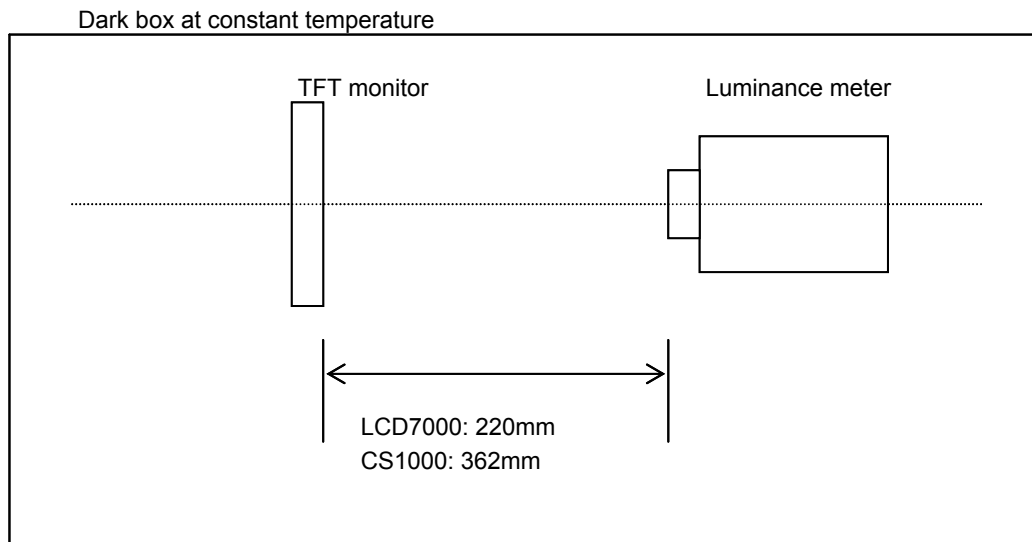 Dark box at constant temperature
TFT monitor
Luminance meter
LCD7000: 220mm
CS1000: 362mm